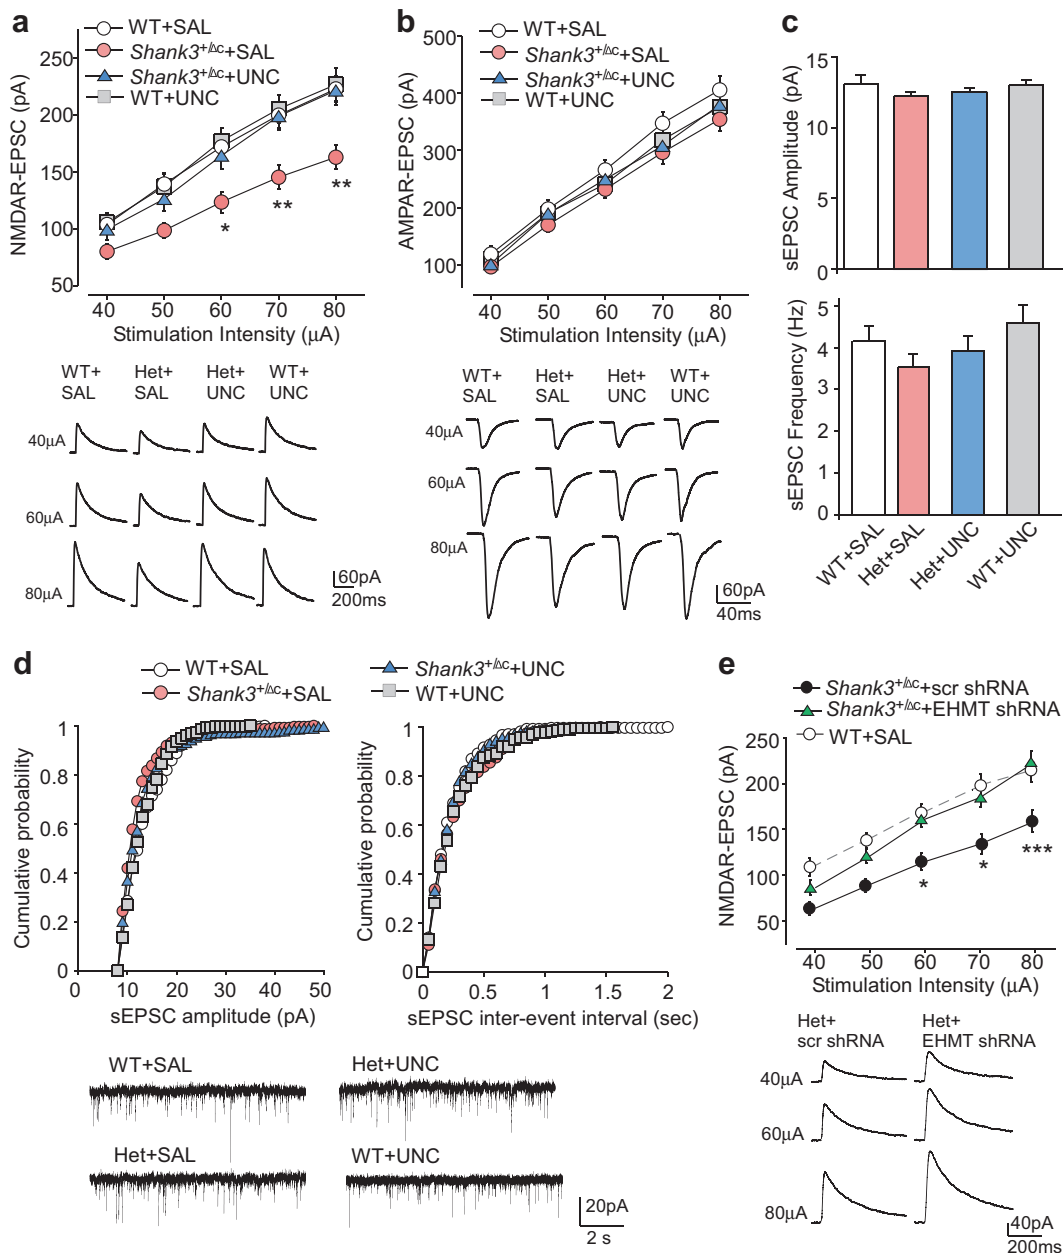 a
WT+SAL
Shank3+/ΔC+SAL
Shank3+/ΔC+UNC
WT+UNC
NMDAR-EPSC (pA)
250
200
150
100
50
*
**
**
40 50 60 70 80
Stimulation Intensity (µA)
WT+ SAL
Het+ SAL
Het+ UNC
WT+ UNC
40µA
60µA
80µA
60pA
200ms
b
WT+SAL
Shank3+/ΔC+SAL
Shank3+/ΔC+UNC
WT+UNC
AMPAR-EPSC (pA)
500
400
300
200
100
40 50 60 70 80
Stimulation Intensity (µA)
WT+ SAL
Het+ SAL
Het+ UNC
WT+ UNC
40µA
60µA
80µA
60pA
40ms
c
sEPSC Amplitude (pA)
15
10
5
0
sEPSC Frequency (Hz)
5
4
3
2
1
0
WT+SAL
Het+SAL
Het+UNC
WT+UNC
d
WT+SAL
Shank3+/ΔC+SAL
Shank3+/ΔC+UNC
WT+UNC
Cumulative probability
1
0.8
0.6
0.4
0.2
0
0 10 20 30 40 50
sEPSC amplitude (pA)
Cumulative probability
1
0.8
0.6
0.4
0.2
0
0 0.5 1 1.5 2
sEPSC inter-event interval (sec)
WT+SAL
Het+UNC
Het+SAL
WT+UNC
20pA
2 s
e
Shank3+/ΔC+scr shRNA
Shank3+/ΔC+EHMT shRNA
WT+SAL
NMDAR-EPSC (pA)
250
200
150
100
50
*
*
***
40 50 60 70 80
Stimulation Intensity (µA)
Het+
scr shRNA
Het+
EHMT shRNA
40µA
60µA
80µA
40pA
200ms